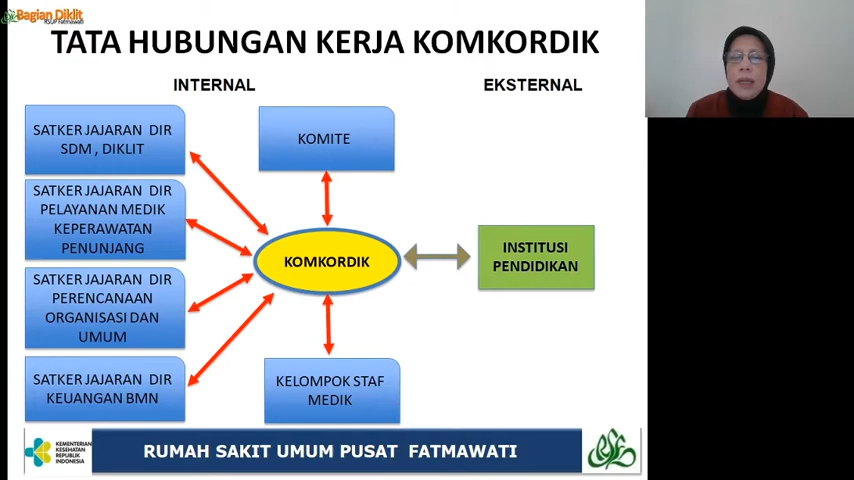 Bagian Diklit
RSUP Fatmawati
TATA HUBUNGAN KERJA KOMKORDIK
INTERNAL
EKSTERNAL
SATKER JAJARAN DIR
SDM , DIKLIT
KOMITE
SATKER JAJARAN DIR
PELAYANAN MEDIK
KEPERAWATAN
PENUNJANG
KOMKORDIK
INSTITUSI
PENDIDIKAN
SATKER JAJARAN DIR
PERENCANAAN
ORGANISASI DAN
UMUM
SATKER JAJARAN DIR
KEUANGAN BMN
KELOMPOK STAF
MEDIK
KEMENTERIAN
KESEHATAN
REPUBLIK
INDONESIA
RUMAH SAKIT UMUM PUSAT FATMAWATI